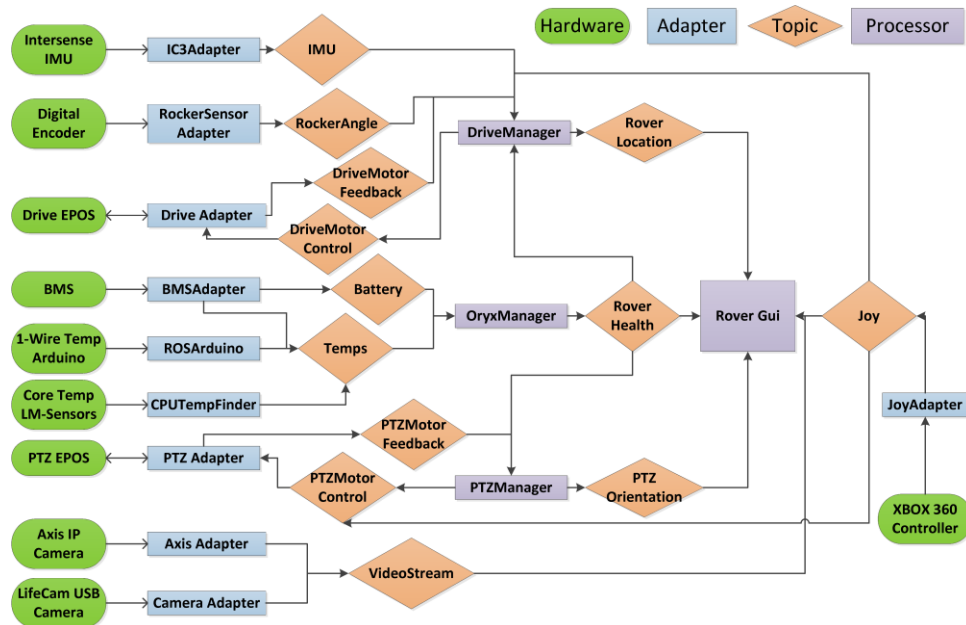 Hardware
Adapter
Topic
Processor
Intersense
IMU
IC3Adapter
IMU
Digital
Encoder
RockerSensor
Adapter
RockerAngle
DriveManager
Rover
Location
DriveMotor
Feedback
Drive EPOS
Drive Adapter
DriveMotor
Control
BMS
BMSAdapter
Battery
OryxManager
Rover
Health
Rover Gui
Joy
1-Wire Temp
Arduino
ROSArduino
Temps
Core Temp
LM-Sensors
CPUTempFinder
JoyAdapter
PTZMotor
Feedback
PTZ EPOS
PTZ Adapter
PTZMotor
Control
PTZManager
PTZ
Orientation
XBOX 360
Controller
Axis IP
Camera
Axis Adapter
VideoStream
LifeCam USB
Camera
Camera Adapter